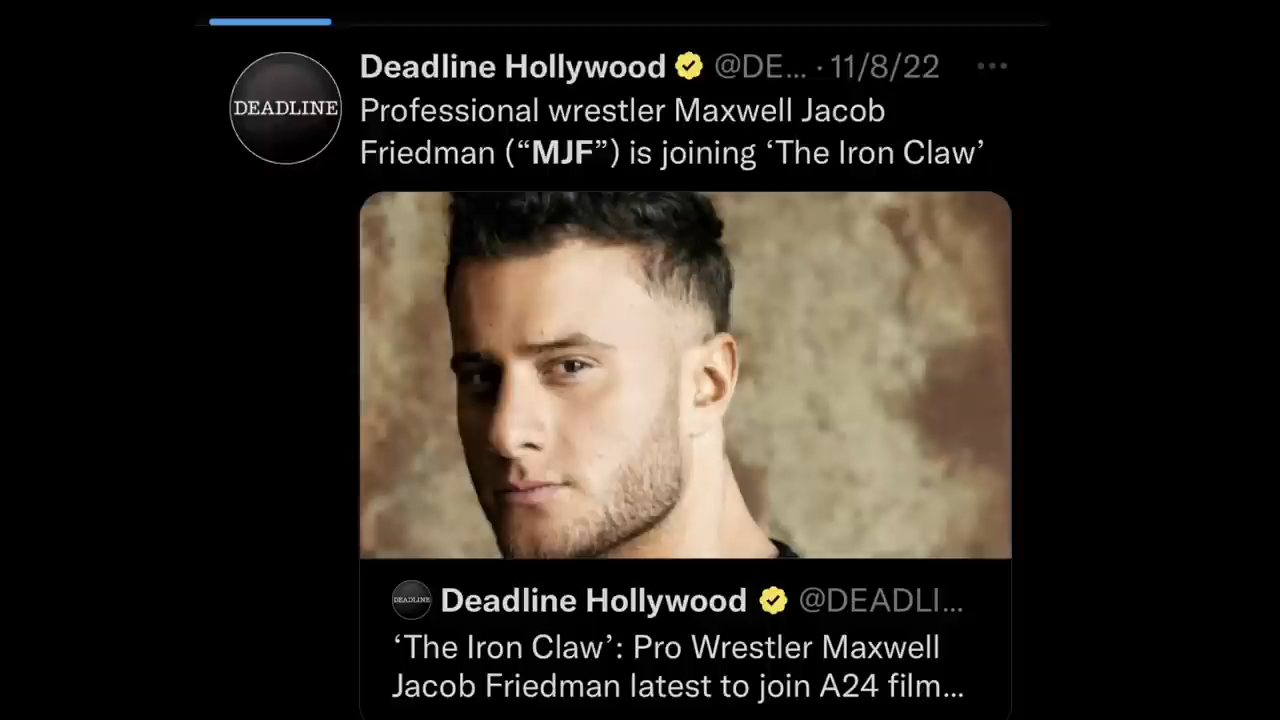 DEADLINE
Deadline Hollywood @DE... · 11/8/22
Professional wrestler Maxwell Jacob
Friedman (“MJF”) is joining ‘The Iron Claw’
DEADLINE
Deadline Hollywood @DEADLI...
‘The Iron Claw’: Pro Wrestler Maxwell
Jacob Friedman latest to join A24 film...